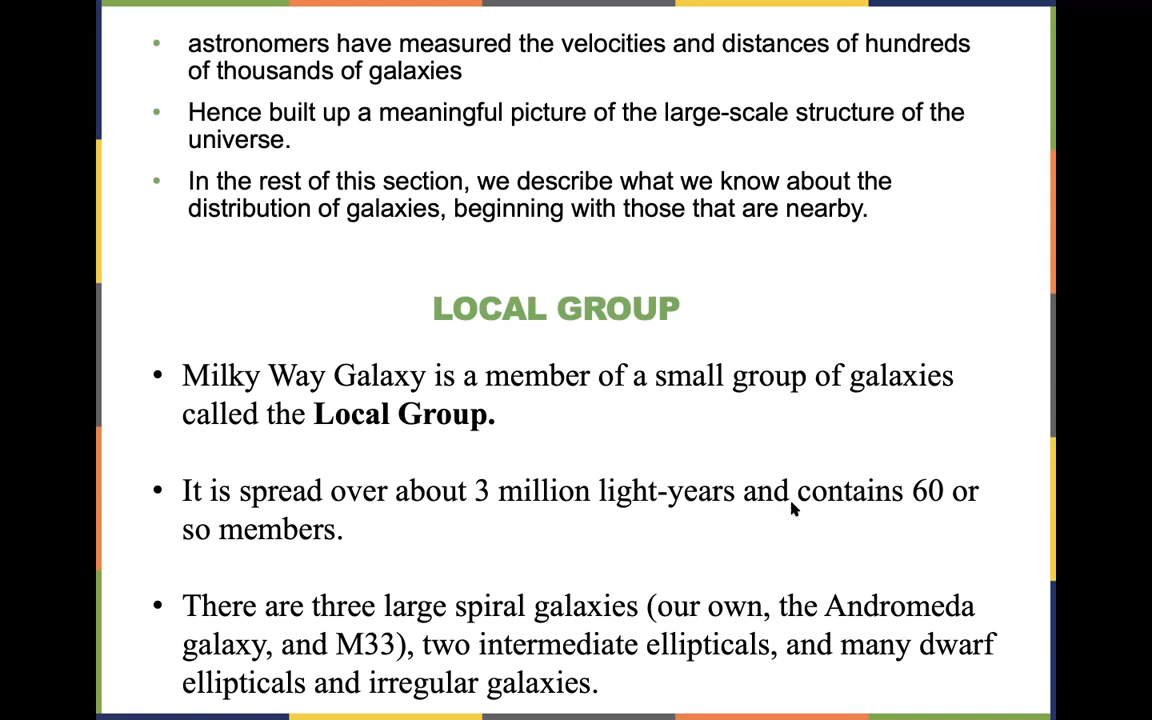 • astronomers have measured the velocities and distances of hundreds
of thousands of galaxies
• Hence built up a meaningful picture of the large-scale structure of the
universe.
• In the rest of this section, we describe what we know about the
distribution of galaxies, beginning with those that are nearby.
LOCAL GROUP
• Milky Way Galaxy is a member of a small group of galaxies
called the Local Group.
• It is spread over about 3 million light-years and contains 60 or
so members.
• There are three large spiral galaxies (our own, the Andromeda
galaxy, and M33), two intermediate ellipticals, and many dwarf
ellipticals and irregular galaxies.